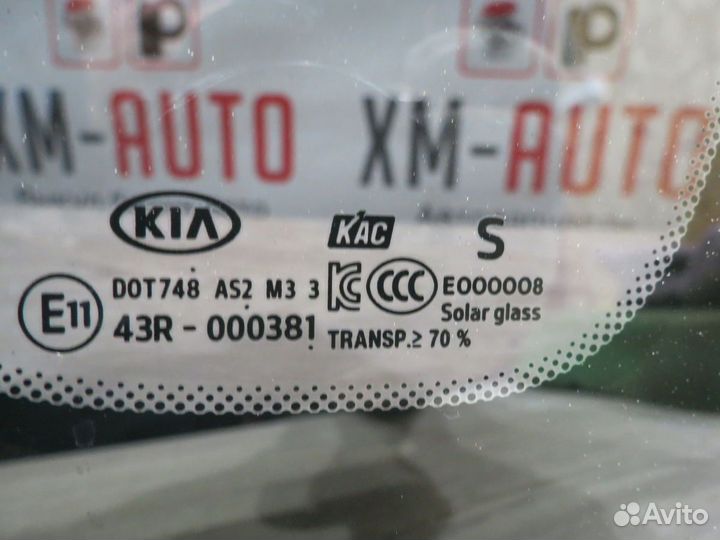 XM-AUTO
XM-AUTO
KIA
KAC
S
E11
DOT748 AS2 M3 3
43R - 000381
CCC
E000008
Solar glass
TRANSP.≥ 70 %
Avito